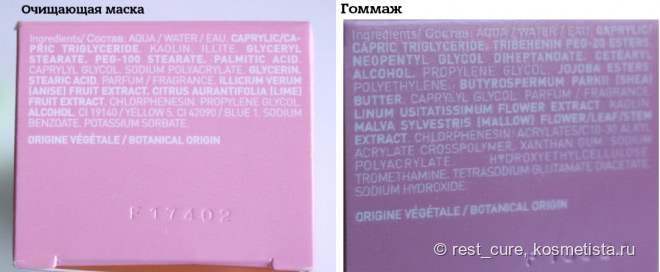 Очищающая маска
Ingredients/ Состав: AQUA / WATER / EAU, CAPRYLIC/CA-
PRIC TRIGLYCERIDE, KAOLIN, ILLITE, GLYCERYL
STEARATE, PEG-100 STEARATE, PALMITIC ACID,
CAPRYLYL GLYCOL, SODIUM POLYACRYLATE, GLYCERIN,
STEARIC ACID, PARFUM / FRAGRANCE, ILLICIUM VERUM
(ANISE) FRUIT EXTRACT, CITRUS AURANTIFOLIA (LIME)
FRUIT EXTRACT, CHLORPHENESIN, PROPYLENE GLYCOL,
ALCOHOL, CI 19140 / YELLOW 5, CI 42090 / BLUE 1, SODIUM
BENZOATE, POTASSIUM SORBATE.
ORIGINE VÉGÉTALE / BOTANICAL ORIGIN
F17402
Гоммаж
Ingredients/ Состав: AQUA / WATER / EAU, CAPRYLIC/
CAPRIC TRIGLYCERIDE, TRIBEHENIN PEG-20 ESTERS,
NEOPENTYL GLYCOL DIHEPTANOATE, CETEARYL
ALCOHOL, PROPYLENE GLYCOL, JOJOBA ESTERS,
POLYETHYLENE, BUTYROSPERMUM PARKII (SHEA)
BUTTER, CAPRYLYL GLYCOL, PARFUM / FRAGRANCE,
LINUM USITATISSIMUM FLOWER EXTRACT, KAOLIN,
MALVA SYLVESTRIS (MALLOW) FLOWER/LEAF/STEM
EXTRACT, CHLORPHENESIN, ACRYLATES/C10-30 ALKYL
ACRYLATE CROSSPOLYMER, XANTHAN GUM, SODIUM
POLYACRYLATE, HYDROXYETHYLCELLULOSE,
TROMETHAMINE, TETRASODIUM GLUTAMATE DIACETATE,
SODIUM HYDROXIDE.
ORIGINE VÉGÉTALE / BOTANICAL ORIGIN
© rest_cure, kosmetista.ru